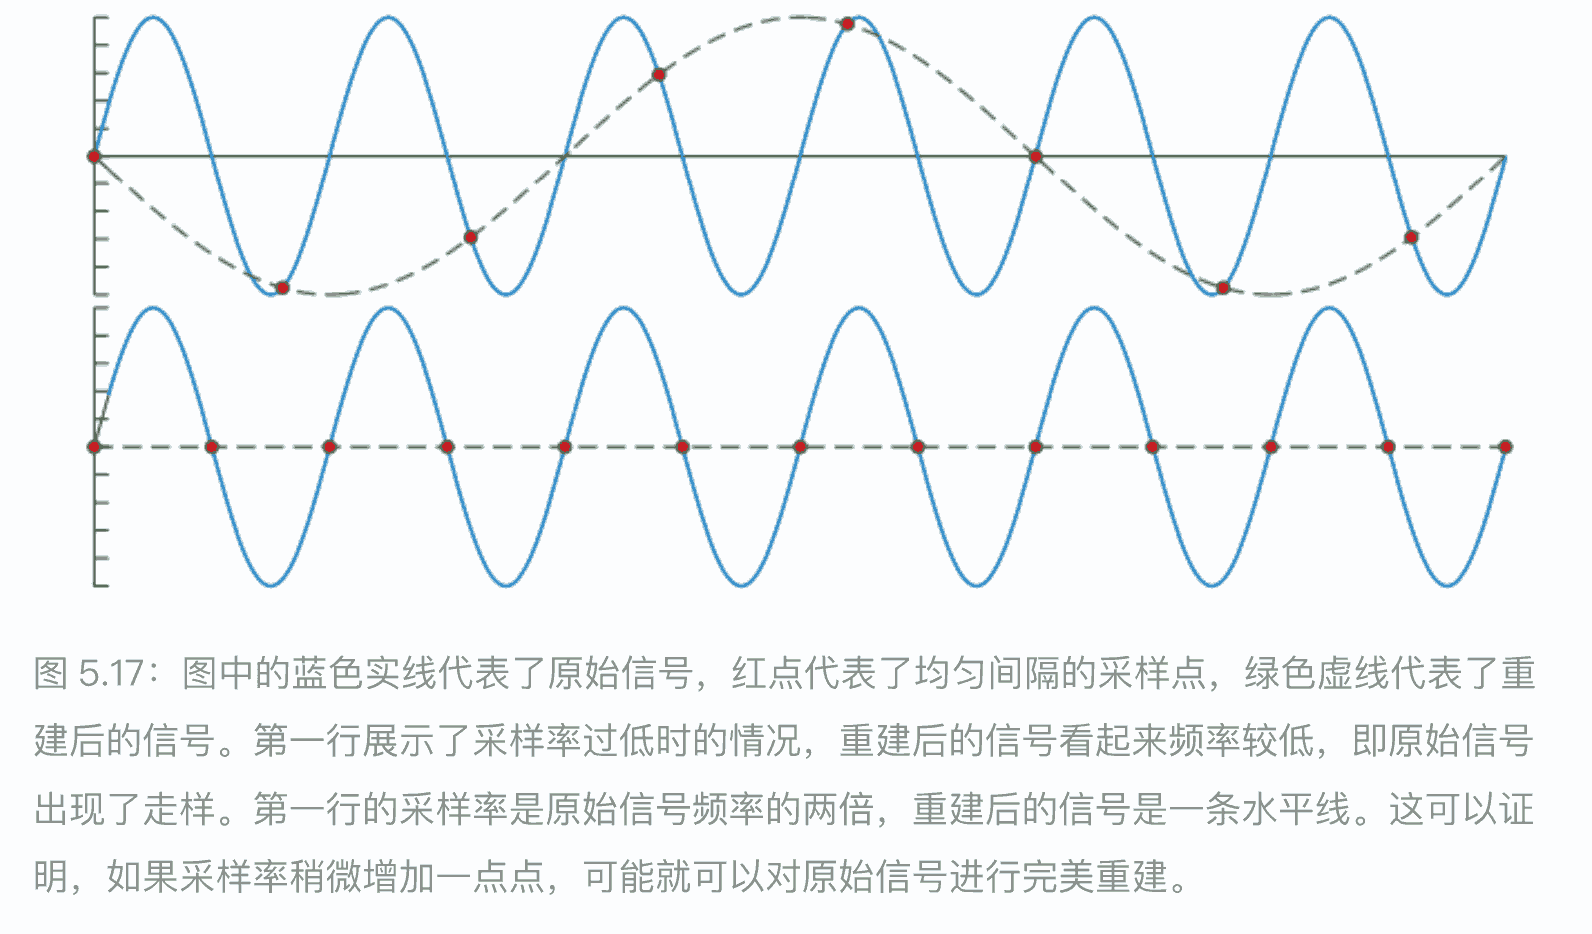 图 5.17：图中的蓝色实线代表了原始信号，红点代表了均匀间隔的采样点，绿色虚线代表了重
建后的信号。第一行展示了采样率过低时的情况，重建后的信号看起来频率较低，即原始信号
出现了走样。第一行的采样率是原始信号频率的两倍，重建后的信号是一条水平线。这可以证
明，如果采样率稍微增加一点点，可能就可以对原始信号进行完美重建。